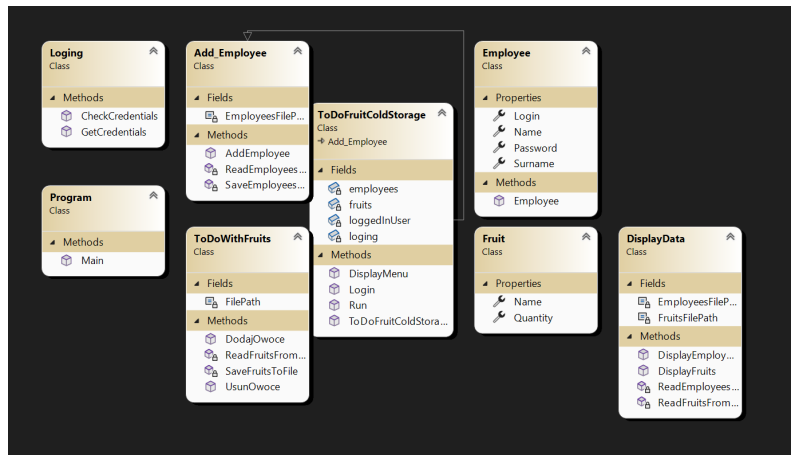 Loging
Class
Methods
CheckCredentials
GetCredentials
Program
Class
Methods
Main
Add_Employee
Class
Fields
EmployeesFileP...
Methods
AddEmployee
ReadEmployees...
SaveEmployees...
ToDoWithFruits
Class
Fields
FilePath
Methods
DodajOwoce
ReadFruitsFrom...
SaveFruitsToFile
UsunOwoce
ToDoFruitColdStorage
Class
Add_Employee
Fields
employees
fruits
loggedInUser
loging
Methods
DisplayMenu
Login
Run
ToDoFruitColdStora...
Employee
Class
Properties
Login
Name
Password
Surname
Methods
Employee
Fruit
Class
Properties
Name
Quantity
DisplayData
Class
Fields
EmployeesFileP...
FruitsFilePath
Methods
DisplayEmploy...
DisplayFruits
ReadEmployees...
ReadFruitsFrom...